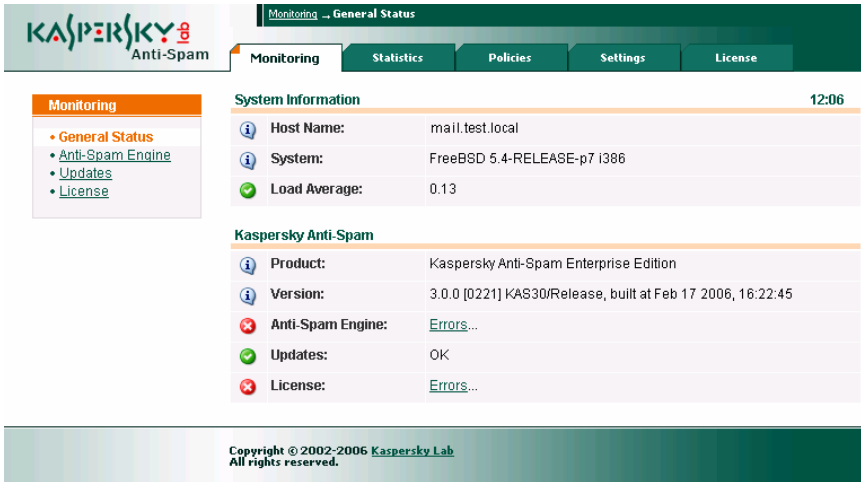 KASPERSKY lab
Anti-Spam
Monitoring → General Status
Monitoring Statistics Policies Settings License
Monitoring
• General Status
• Anti-Spam Engine
• Updates
• License
System Information 12:06
Host Name: mail.test.local
System: FreeBSD 5.4-RELEASE-p7 i386
Load Average: 0.13
Kaspersky Anti-Spam
Product: Kaspersky Anti-Spam Enterprise Edition
Version: 3.0.0 [0221] KAS30/Release, built at Feb 17 2006, 16:22:45
Anti-Spam Engine: Errors...
Updates: OK
License: Errors...
Copyright © 2002-2006 Kaspersky Lab
All rights reserved.